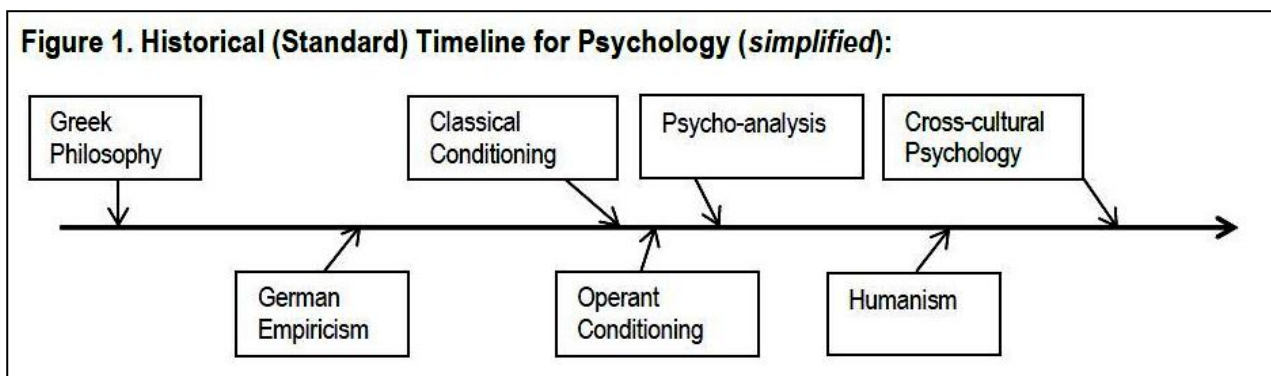 Figure 1. Historical (Standard) Timeline for Psychology (simplified):
Greek
Philosophy
Classical
Conditioning
Psycho-analysis
Cross-cultural
Psychology
German
Empiricism
Operant
Conditioning
Humanism